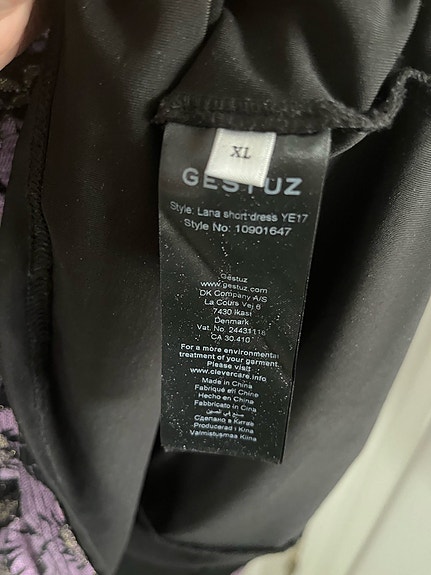 XL
GESTUZ
Style: Lana short dress YE17
Style No: 10901647
Gestuz
www.gestuz.com
DK Company A/S
La Cours Vej 6
7430 Ikast
Denmark
Vat. No. 24431118
CA 30.410
For a more environmental
treatment of your garment
Please visit
www.clevercare.info
Made in China
Fabriqué en Chine
Hecho en China
Fabbricato in Cina
صنع في الصين
Сделано в Китае
Producerad i Kina
Valmistusmaa Kiina